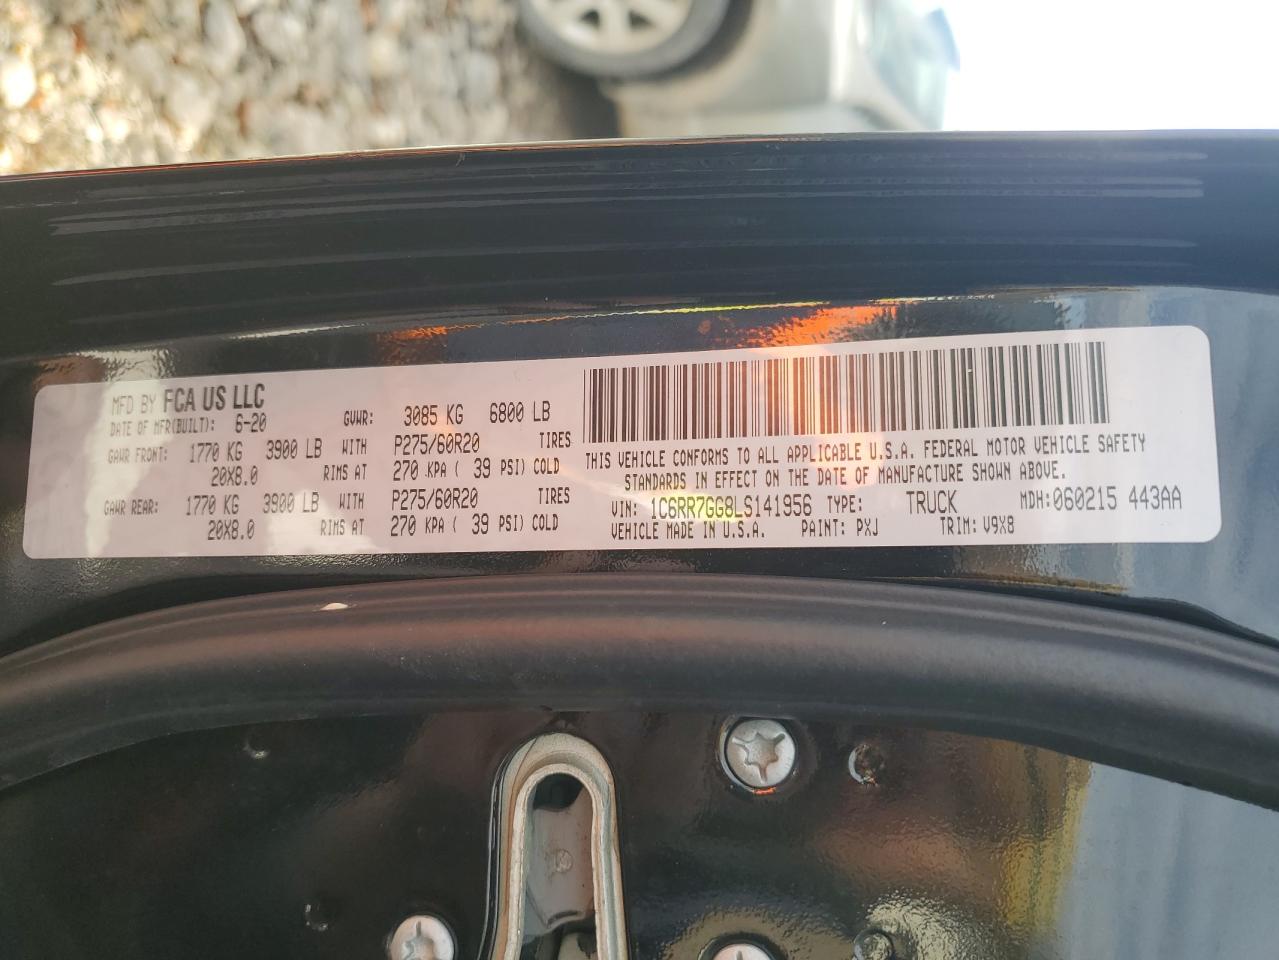 MFD BY FCA US LLC
DATE OF MFR(BUILT): 6-20 GVWR: 3085 KG 6800 LB
GAWR FRONT: 1770 KG 3900 LB WITH P275/60R20 TIRES
20X8.0 RIMS AT 270 KPA ( 39 PSI) COLD
GAWR REAR: 1770 KG 3900 LB WITH P275/60R20 TIRES
20X8.0 RIMS AT 270 KPA ( 39 PSI) COLD
THIS VEHICLE CONFORMS TO ALL APPLICABLE U.S.A. FEDERAL MOTOR VEHICLE SAFETY
STANDARDS IN EFFECT ON THE DATE OF MANUFACTURE SHOWN ABOVE.
VIN: 1C6RR7GG8LS141956 TYPE: TRUCK MDH:060215 443AA
VEHICLE MADE IN U.S.A. PAINT: PXJ TRIM: V9X8